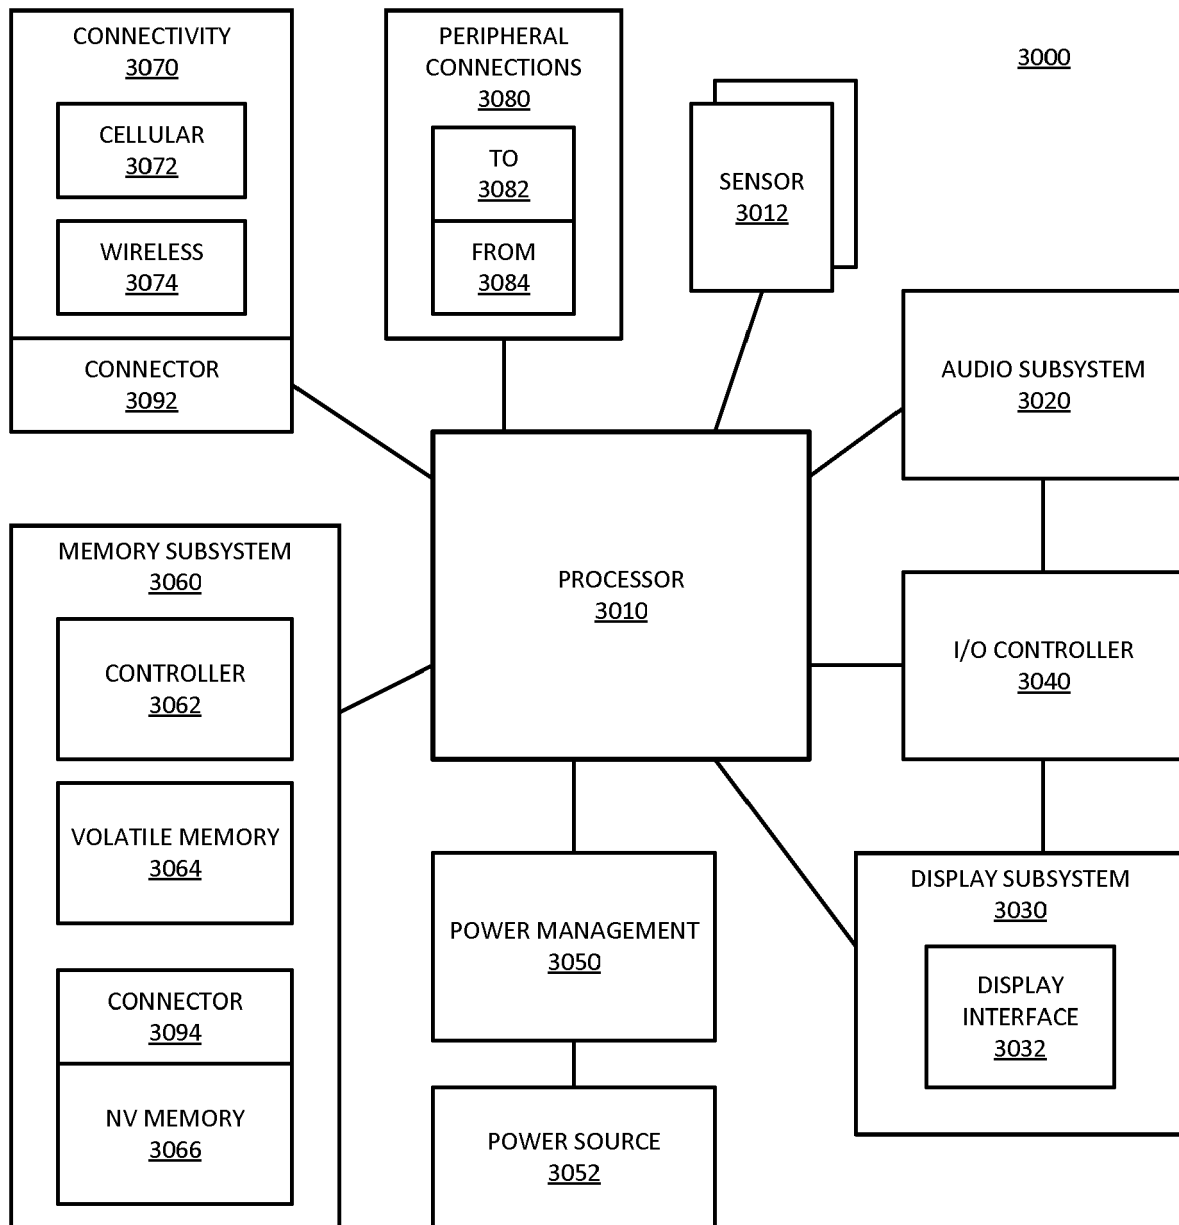 CONNECTIVITY
3070
CELLULAR
3072
WIRELESS
3074
CONNECTOR
3092
PERIPHERAL
CONNECTIONS
3080
TO
3082
FROM
3084
3000
SENSOR
3012
AUDIO SUBSYSTEM
3020
MEMORY SUBSYSTEM
3060
CONTROLLER
3062
VOLATILE MEMORY
3064
CONNECTOR
3094
NV MEMORY
3066
PROCESSOR
3010
I/O CONTROLLER
3040
POWER MANAGEMENT
3050
POWER SOURCE
3052
DISPLAY SUBSYSTEM
3030
DISPLAY
INTERFACE
3032